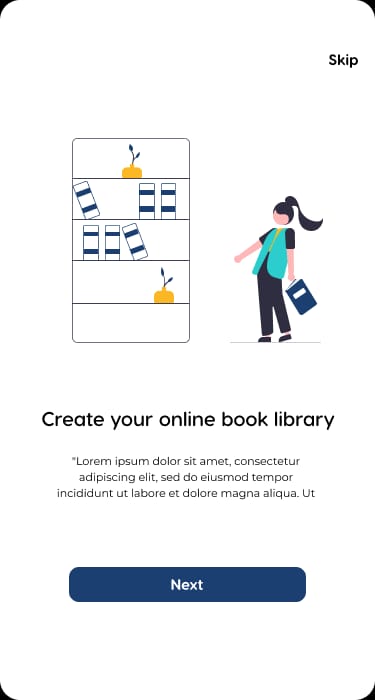 Skip
Create your online book library
"Lorem ipsum dolor sit amet, consectetur
adipiscing elit, sed do eiusmod tempor
incididunt ut labore et dolore magna aliqua. Ut
Next